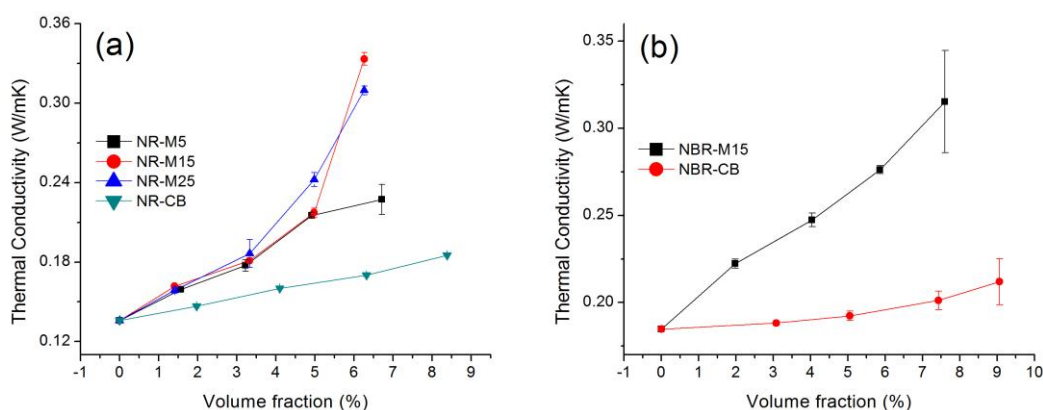 (a)
Thermal Conductivity (W/mK)
0.36
0.30
0.24
0.18
0.12
NR-M5
NR-M15
NR-M25
NR-CB
-1 0 1 2 3 4 5 6 7 8 9
Volume fraction (%)
(b)
Thermal Conductivity (W/mK)
0.35
0.30
0.25
0.20
NBR-M15
NBR-CB
-1 0 1 2 3 4 5 6 7 8 9 10
Volume fraction (%)